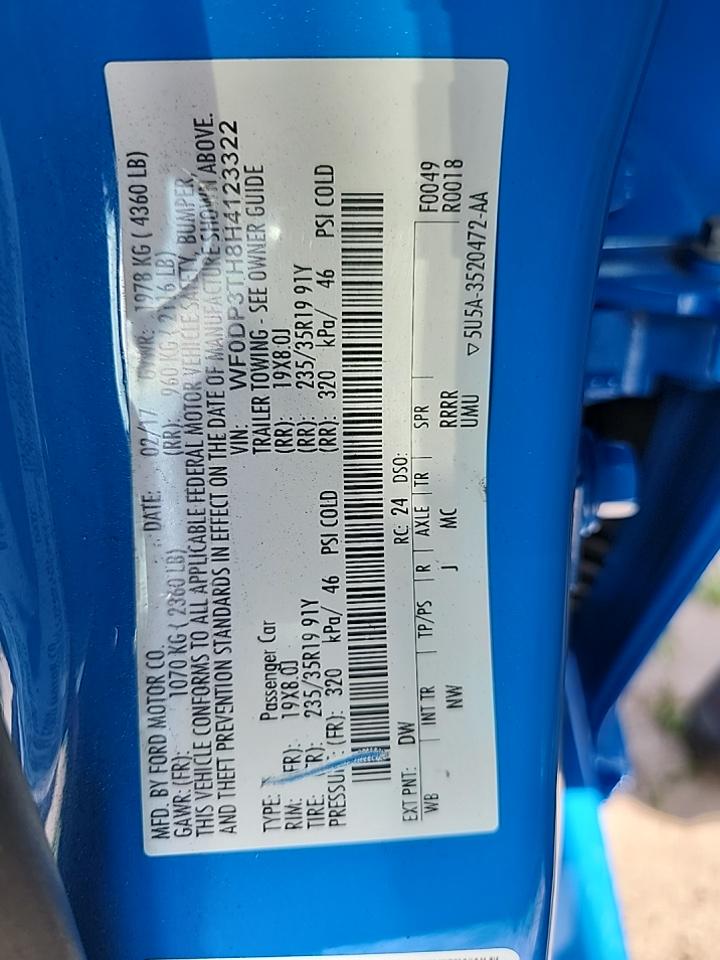 MFD. BY FORD MOTOR CO. DATE: 02/17 GVWR: 1978 KG ( 4360 LB)
GAWR: (FR): 1070 KG ( 2360 LB) (RR): 960 KG ( LB)
THIS VEHICLE CONFORMS TO ALL APPLICABLE FEDERAL MOTOR VEHICLE SAFETY, BUMPER,
AND THEFT PREVENTION STANDARDS IN EFFECT ON THE DATE OF MANUFACTURE SHOWN ABOVE.
VIN: WF0DP3TH8H4123322
TYPE: Passenger Car TRAILER TOWING - SEE OWNER GUIDE
RIM: (FR): 19X8.0J (RR): 19X8.0J
TIRE: (FR): 235/35R19 91Y (RR): 235/35R19 91Y
PRESSURE: (FR): 320 kPa/ 46 PSI COLD (RR): 320 kPa/ 46 PSI COLD
EXT PNT: DW RC: 24 DSO: F0049
R0018
WB INT TR TP/PS R AXLE TR SPR
NW J MC RRRR
UMU ▽5U5A-3520472-AA